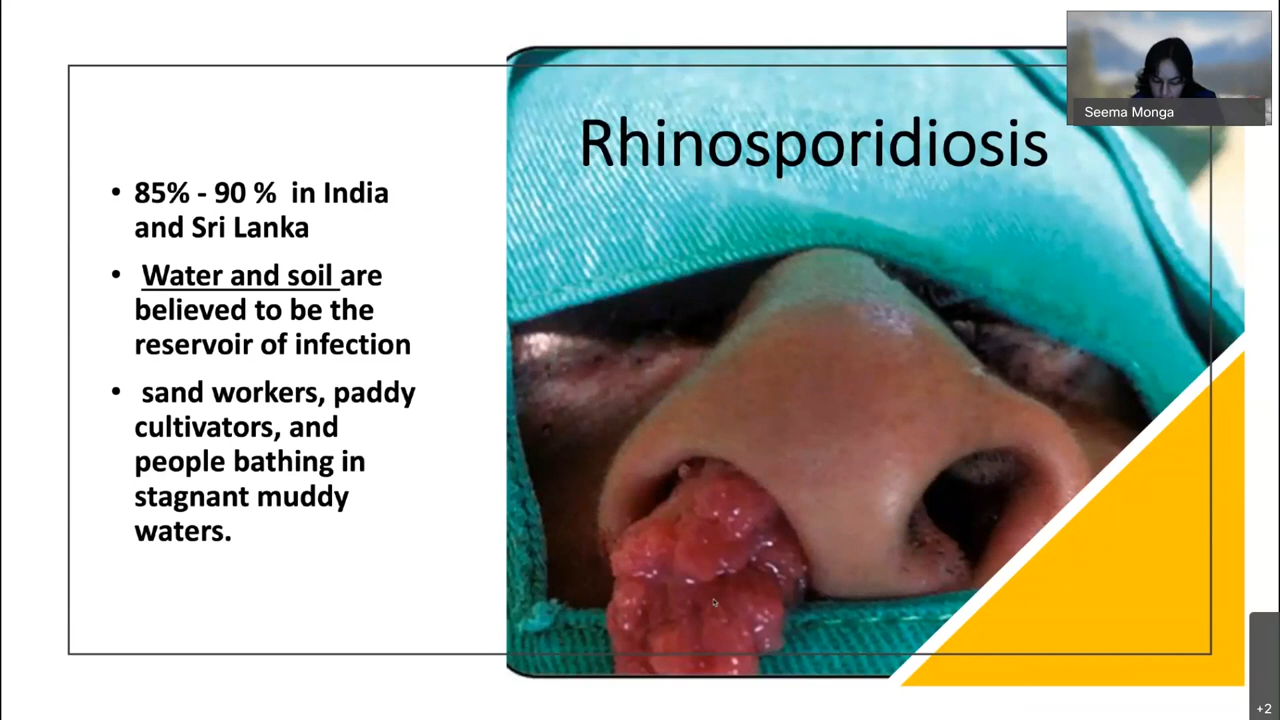 Rhinosporidiosis
Seema Monga
• 85% - 90 %  in India
and Sri Lanka
• Water and soil are
believed to be the
reservoir of infection
• sand workers, paddy
cultivators, and
people bathing in
stagnant muddy
waters.
+2